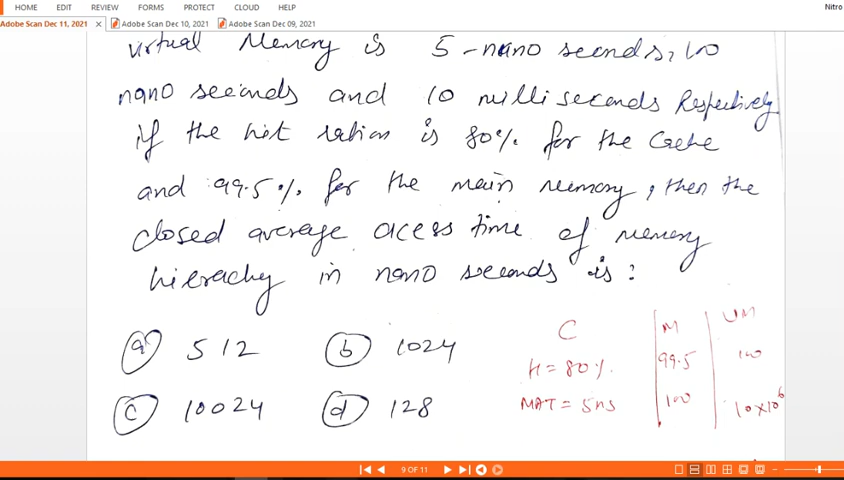 HOME EDIT REVIEW FORMS PROTECT CLOUD HELP Nitro
Adobe Scan Dec 11, 2021 × Adobe Scan Dec 10, 2021 Adobe Scan Dec 09, 2021
virtual Memory is 5-nano seconds, 100
nano seconds and 10 milli seconds Respectively.
if the hit ration is 80% for the Cache
and 99.5% for the main memory, then the
closed average acess time of memory
hierachy in nano seconds is:
(a) 512 (b) 1024
(c) 10024 (d) 128
C M VM
H = 80% 99.5 100
MAT = 5ns 100 10×10⁶
9 OF 11